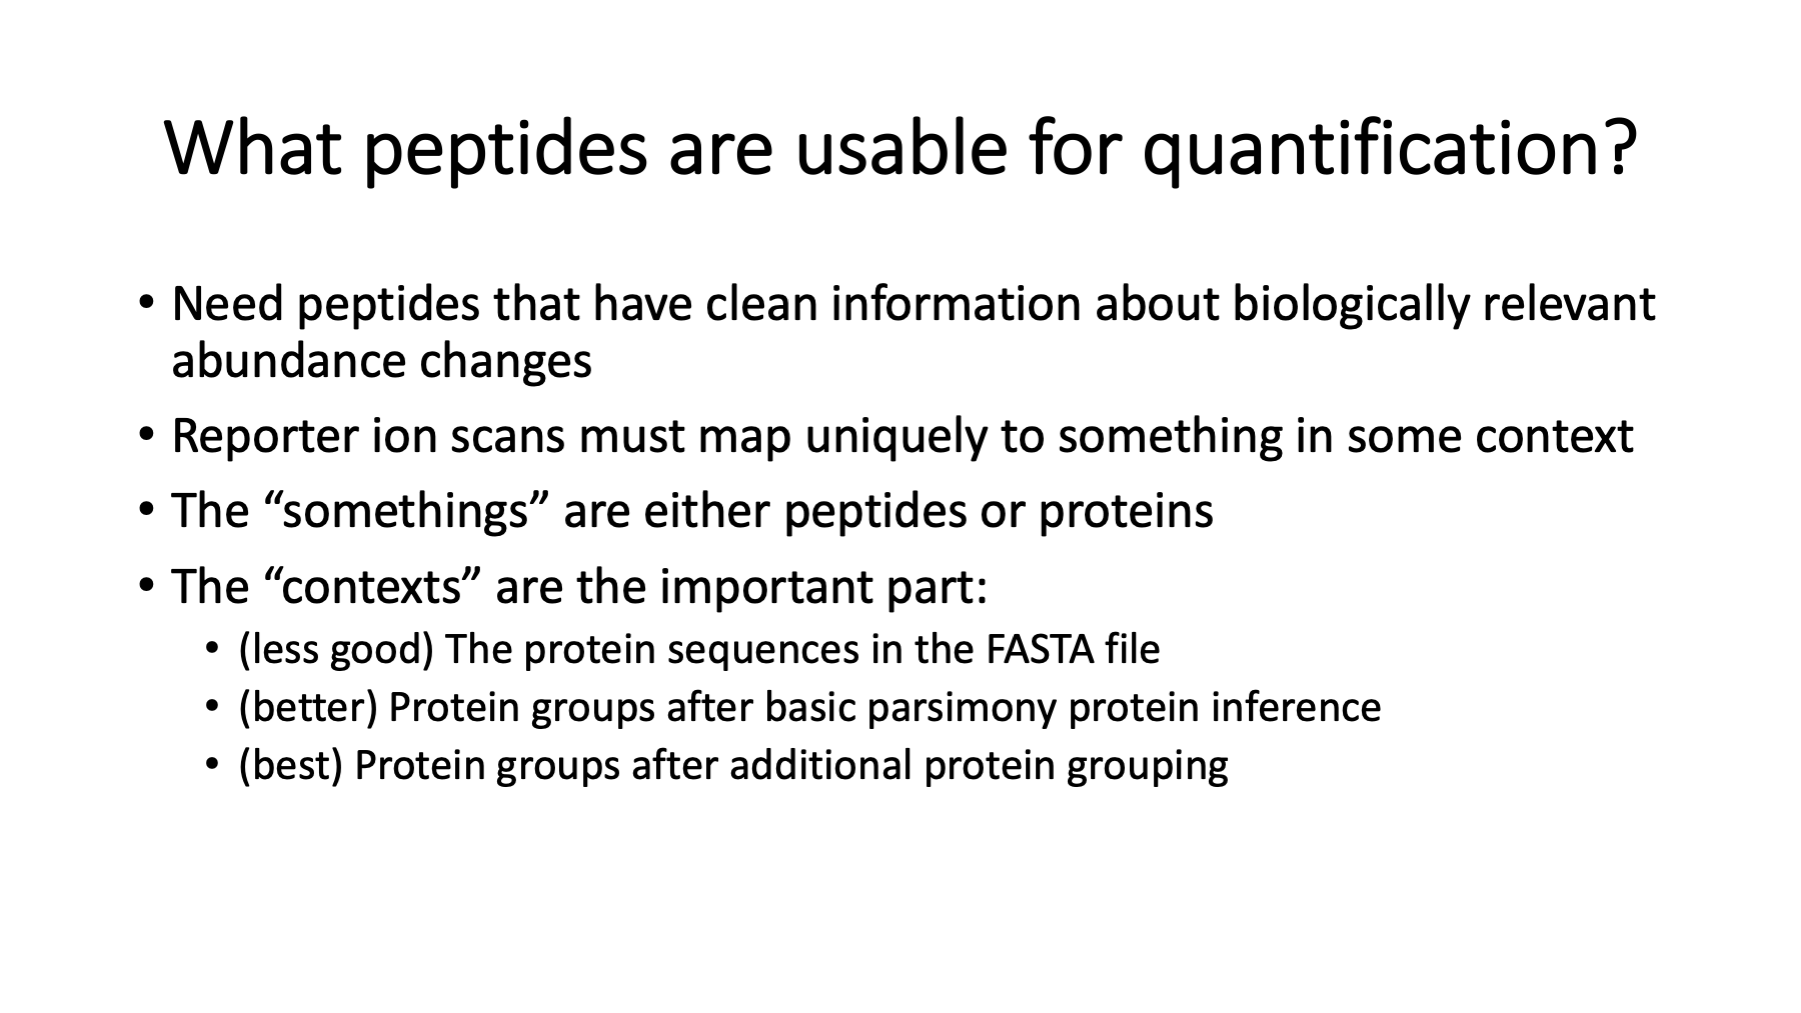 What peptides are usable for quantification?
• Need peptides that have clean information about biologically relevant
abundance changes
• Reporter ion scans must map uniquely to something in some context
• The “somethings” are either peptides or proteins
• The “contexts” are the important part:
• (less good) The protein sequences in the FASTA file
• (better) Protein groups after basic parsimony protein inference
• (best) Protein groups after additional protein grouping